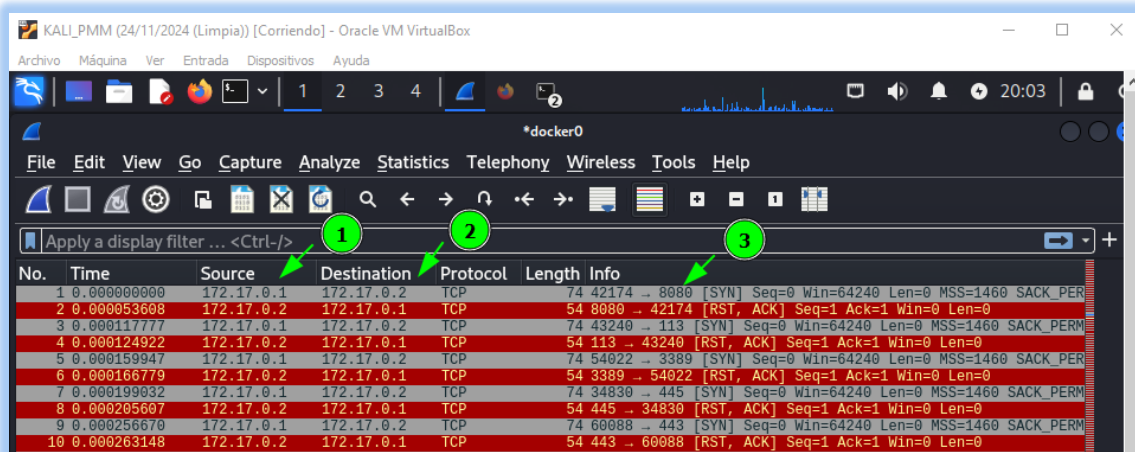 KALI_PMM (24/11/2024 (Limpia)) [Corriendo] - Oracle VM VirtualBox
Archivo Máquina Ver Entrada Dispositivos Ayuda
1 2 3 4 2 20:03
*docker0
File Edit View Go Capture Analyze Statistics Telephony Wireless Tools Help
Apply a display filter ... <Ctrl-/> 1 2 3
No. Time Source Destination Protocol Length Info
1 0.000000000 172.17.0.1 172.17.0.2 TCP 74 42174 → 8080 [SYN] Seq=0 Win=64240 Len=0 MSS=1460 SACK_PER
2 0.000053608 172.17.0.2 172.17.0.1 TCP 54 8080 → 42174 [RST, ACK] Seq=1 Ack=1 Win=0 Len=0
3 0.000117777 172.17.0.1 172.17.0.2 TCP 74 43240 → 113 [SYN] Seq=0 Win=64240 Len=0 MSS=1460 SACK_PERM
4 0.000124922 172.17.0.2 172.17.0.1 TCP 54 113 → 43240 [RST, ACK] Seq=1 Ack=1 Win=0 Len=0
5 0.000159947 172.17.0.1 172.17.0.2 TCP 74 54022 → 3389 [SYN] Seq=0 Win=64240 Len=0 MSS=1460 SACK_PER
6 0.000166779 172.17.0.2 172.17.0.1 TCP 54 3389 → 54022 [RST, ACK] Seq=1 Ack=1 Win=0 Len=0
7 0.000199032 172.17.0.1 172.17.0.2 TCP 74 34830 → 445 [SYN] Seq=0 Win=64240 Len=0 MSS=1460 SACK_PERM
8 0.000205607 172.17.0.2 172.17.0.1 TCP 54 445 → 34830 [RST, ACK] Seq=1 Ack=1 Win=0 Len=0
9 0.000256670 172.17.0.1 172.17.0.2 TCP 74 60088 → 443 [SYN] Seq=0 Win=64240 Len=0 MSS=1460 SACK_PERM
10 0.000263148 172.17.0.2 172.17.0.1 TCP 54 443 → 60088 [RST, ACK] Seq=1 Ack=1 Win=0 Len=0